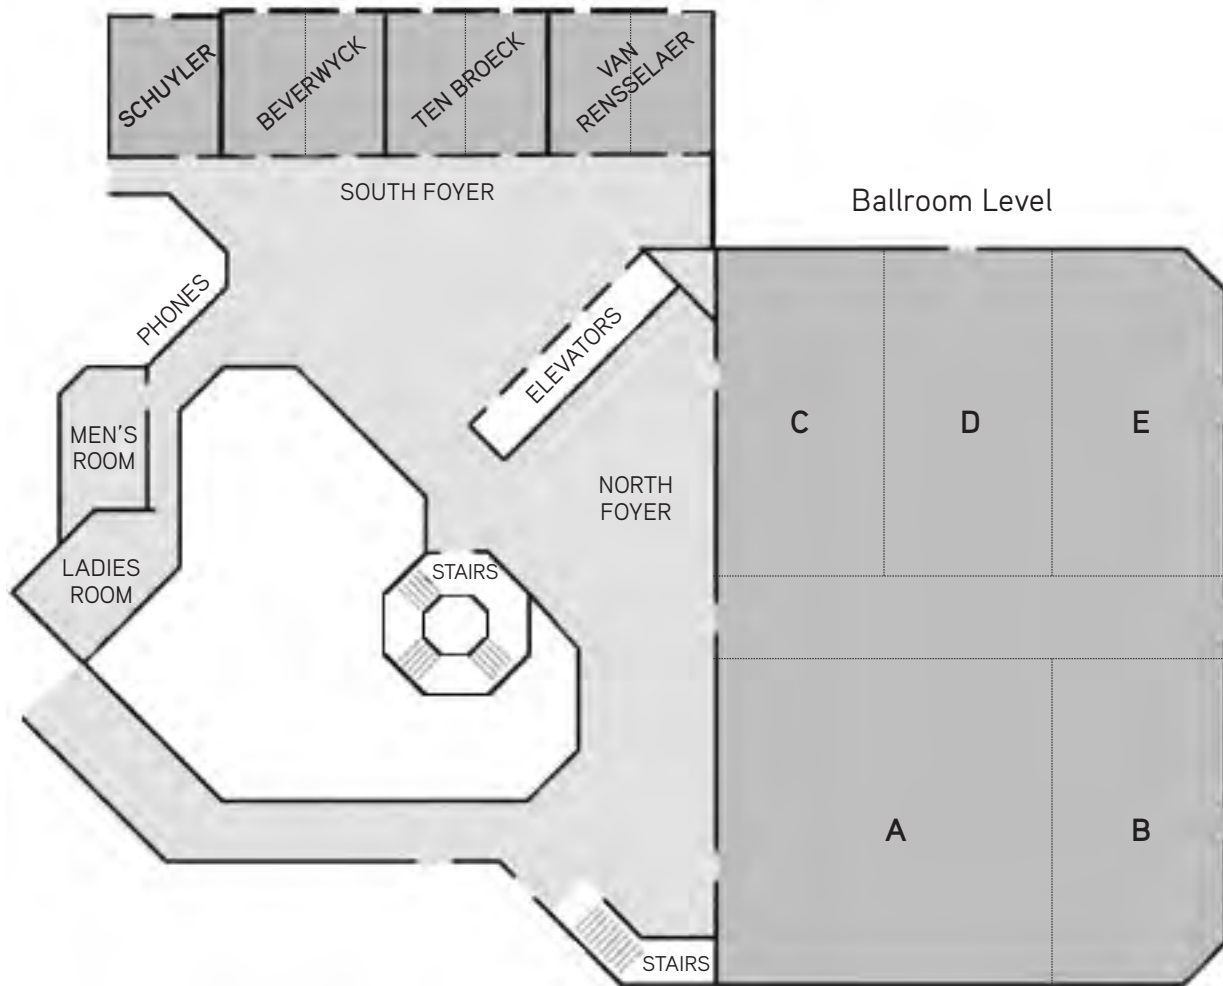 SCHUYLER
BEVERWYCK
TEN BROECK
VAN
RENSSELAER
SOUTH FOYER
Ballroom Level
PHONES
ELEVATORS
MEN'S
ROOM
C
D
E
NORTH
FOYER
LADIES
ROOM
STAIRS
A
B
STAIRS